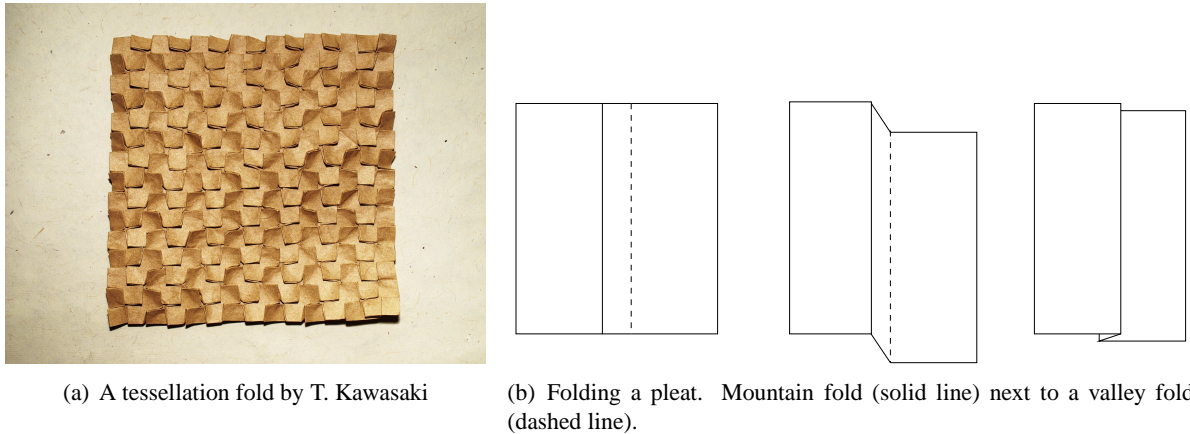 (a) A tessellation fold by T. Kawasaki
(b) Folding a pleat. Mountain fold (solid line) next to a valley fold
(dashed line).